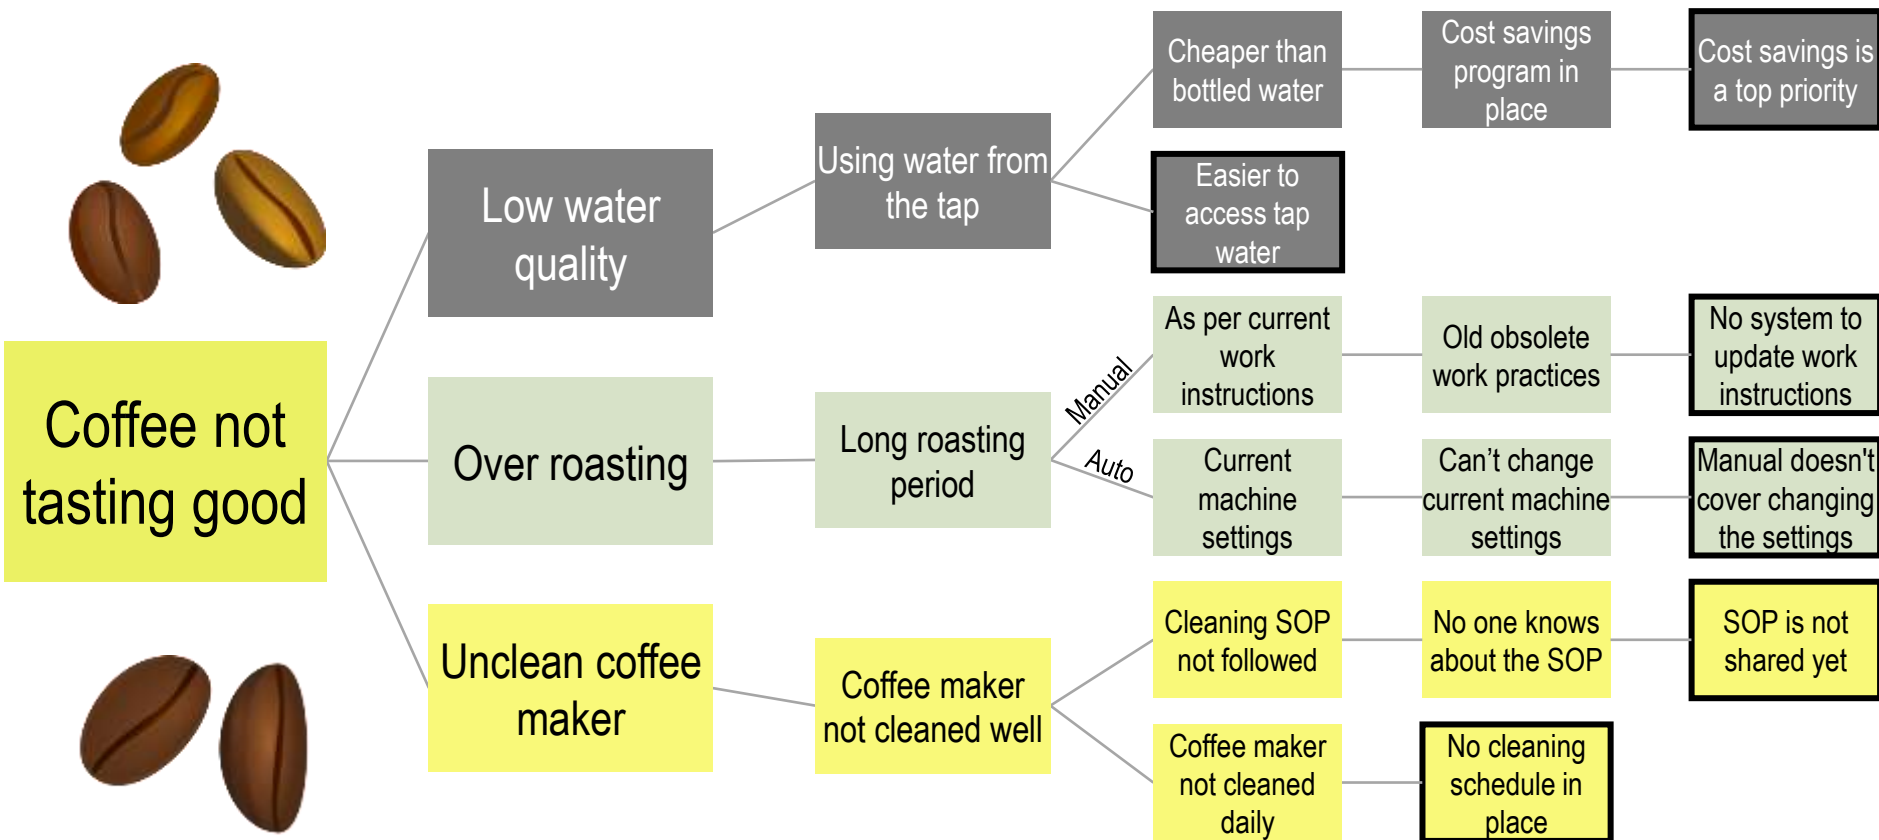 Coffee not
tasting good
Low water
quality
Using water from
the tap
Cheaper than
bottled water
Cost savings
program in
place
Cost savings is
a top priority
Easier to
access tap
water
Over roasting
Long roasting
period
Manual
As per current
work
instructions
Old obsolete
work practices
No system to
update work
instructions
Auto
Current
machine
settings
Can’t change
current machine
settings
Manual doesn't
cover changing
the settings
Unclean coffee
maker
Coffee maker
not cleaned well
Cleaning SOP
not followed
No one knows
about the SOP
SOP is not
shared yet
Coffee maker
not cleaned
daily
No cleaning
schedule in
place